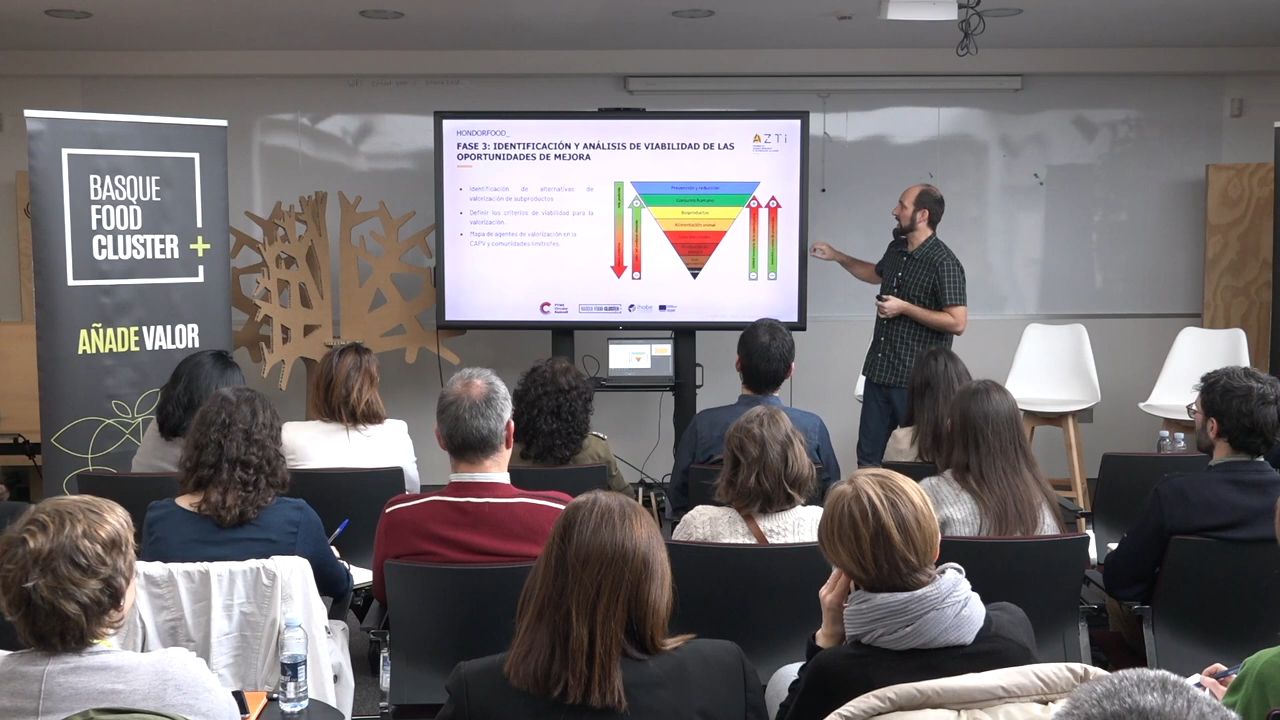 BASQUE
FOOD
CLUSTER +
AÑADE VALOR
HONDORFOOD_
FASE 3: IDENTIFICACIÓN Y ANÁLISIS DE VIABILIDAD DE LAS
OPORTUNIDADES DE MEJORA
AZTi
Identificación de alternativas de
valorización de subproductos
Definir los criterios de viabilidad para la
valorización.
Mapa de agentes de valorización en la
CAPV y comunidades limítrofes.
Prevención y reducción
Consumo humano
Bioproductos
Alimentación animal
BASQUE FOOD CLUSTER